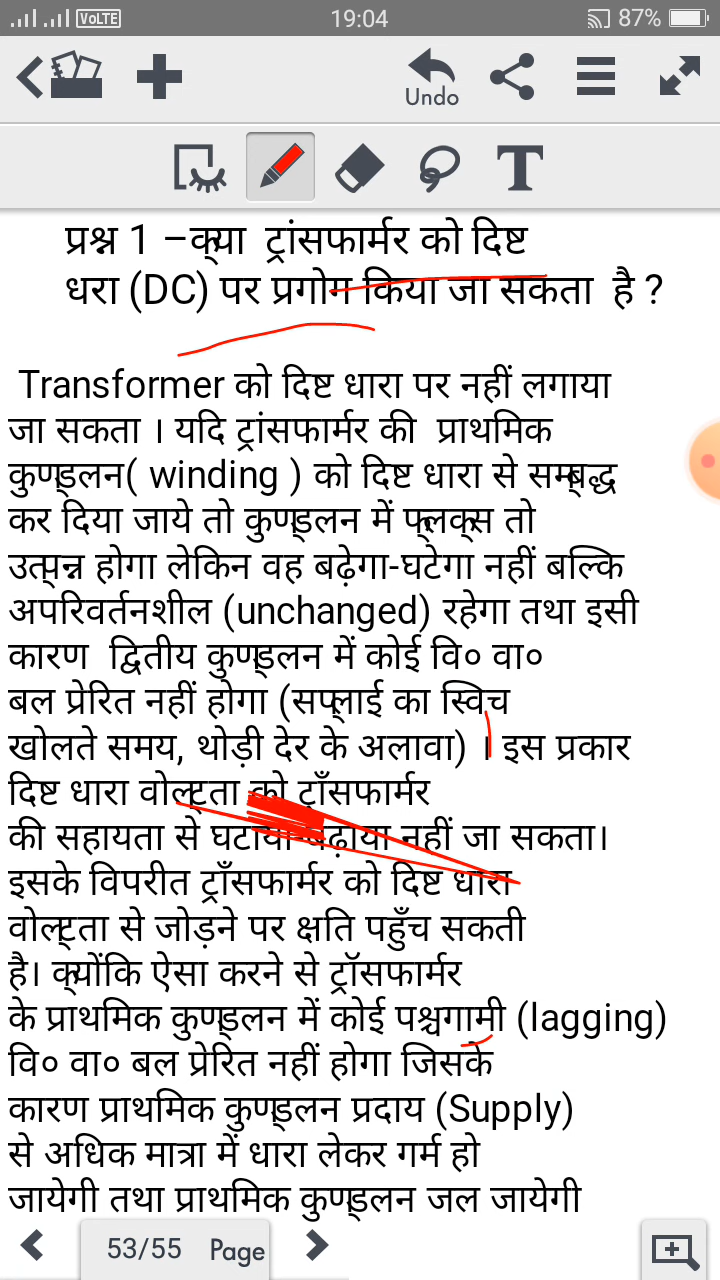 VoLTE 19:04 87%
Undo
T
प्रश्न 1 –क्या ट्रांसफार्मर को दिष्ट
धरा (DC) पर प्रगोग किया जा सकता है ?
Transformer को दिष्ट धारा पर नहीं लगाया
जा सकता । यदि ट्रांसफार्मर की प्राथमिक
कुण्डलन( winding ) को दिष्ट धारा से सम्बद्ध
कर दिया जाये तो कुण्डलन में फ्लक्स तो
उत्पन्न होगा लेकिन वह बढ़ेगा-घटेगा नहीं बल्कि
अपरिवर्तनशील (unchanged) रहेगा तथा इसी
कारण द्वितीय कुण्डलन में कोई वि० वा०
बल प्रेरित नहीं होगा (सप्लाई का स्विच
खोलते समय, थोड़ी देर के अलावा) । इस प्रकार
दिष्ट धारा वोल्टता को ट्राँसफार्मर
की सहायता से घटाया-बढ़ाया नहीं जा सकता।
इसके विपरीत ट्राँसफार्मर को दिष्ट धारा
वोल्टता से जोड़ने पर क्षति पहुँच सकती
है। क्योंकि ऐसा करने से ट्रॉसफार्मर
के प्राथमिक कुण्डलन में कोई पश्चगामी (lagging)
वि० वा० बल प्रेरित नहीं होगा जिसके
कारण प्राथमिक कुण्डलन प्रदाय (Supply)
से अधिक मात्रा में धारा लेकर गर्म हो
जायेगी तथा प्राथमिक कुण्डलन जल जायेगी
53/55 Page